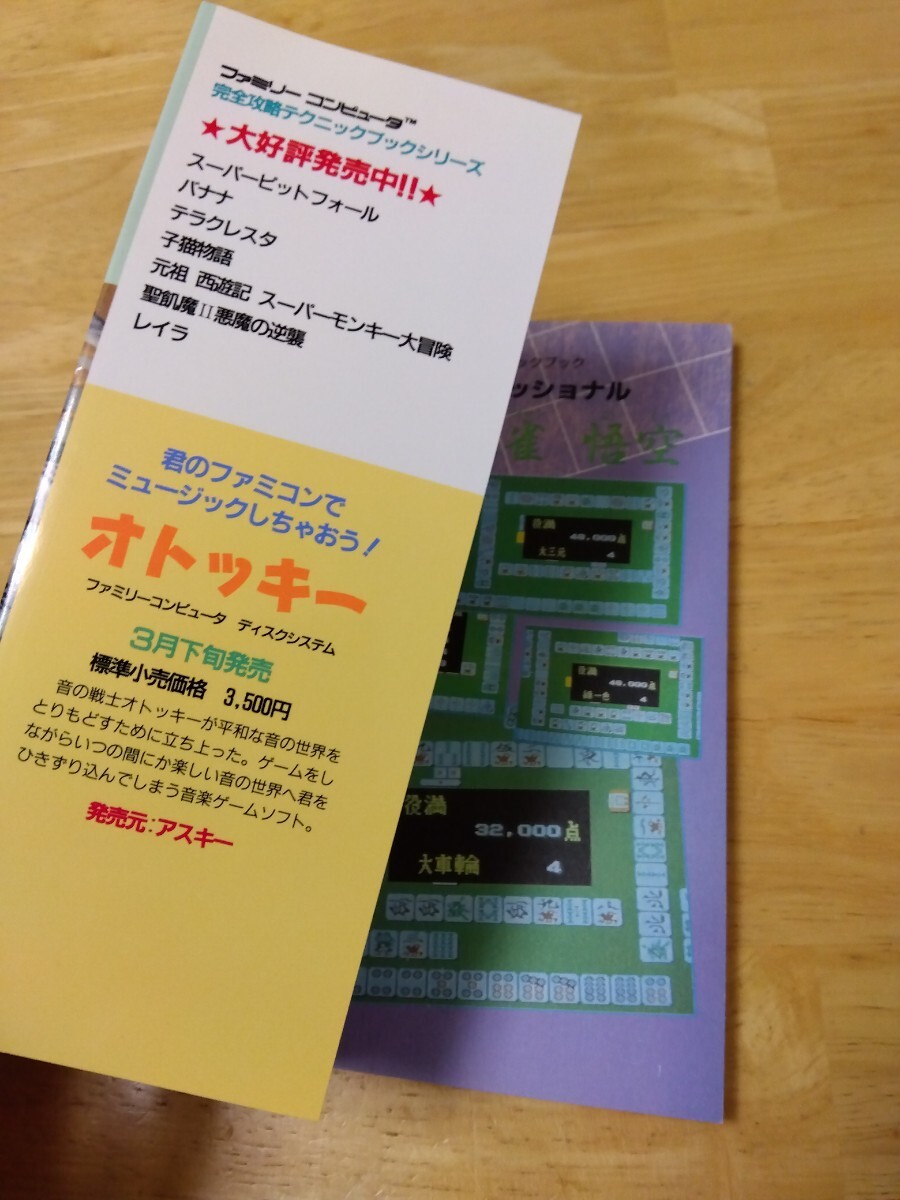 ファミリー コンピュータ™
完全攻略テクニックブックシリーズ
★大好評発売中!!★
スーパーピットフォール
バナナ
テラクレスタ
子猫物語
元祖 西遊記 スーパーモンキー大冒険
聖飢魔II悪魔の逆襲
レイラ
君のファミコンで
ミュージックしちゃおう!
オトッキー
ファミリーコンピュータ ディスクシステム
3月下旬発売
標準小売価格 3,500円
音の戦士オトッキーが平和な音の世界を
とりもどすために立ち上った。ゲームをし
ながらいつの間にか楽しい音の世界へ君を
ひきずり込んでしまう音楽ゲームソフト。
発売元:アスキー
ックブック
ッショナル
雀 悟空
役満
48,000点
大三元 4
役満
48,000点
緑一色 4
役満
32,000点
大車輪 4